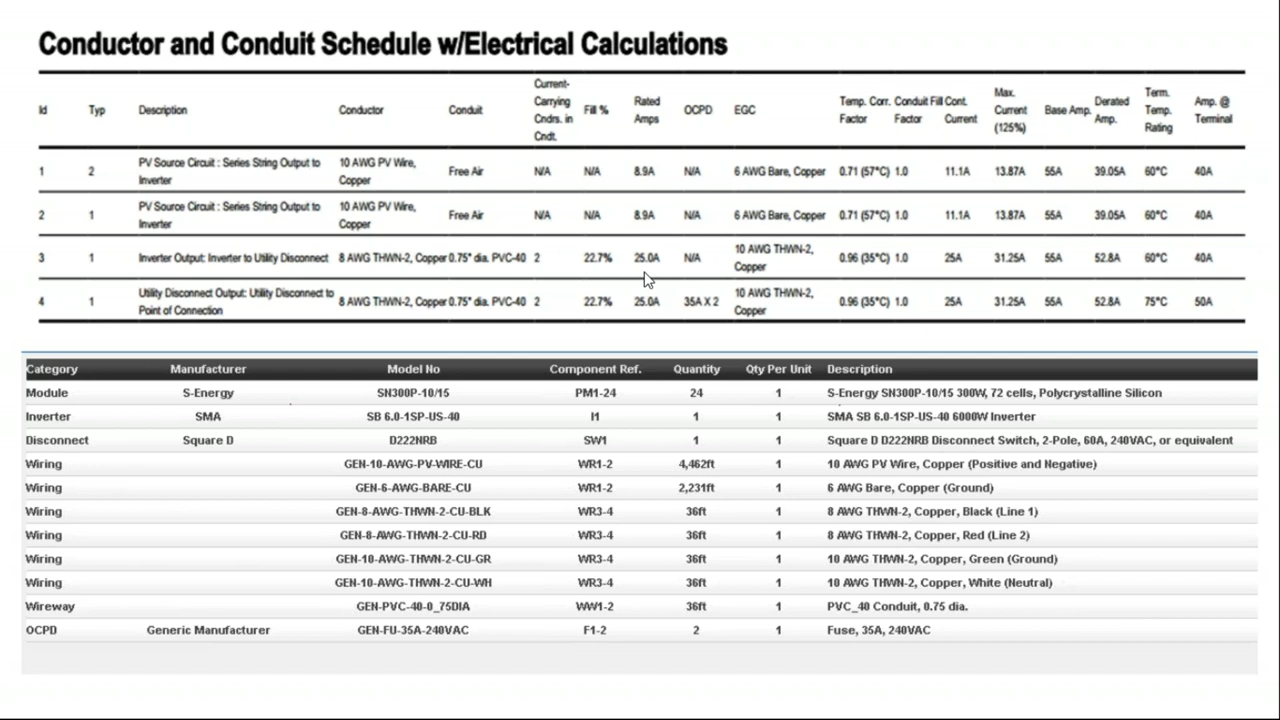 Conductor and Conduit Schedule w/Electrical Calculations
Id Typ Description Conductor Conduit Current-Carrying Cndrs. in Cndt. Fill % Rated Amps OCPD EGC Temp. Corr. Factor Conduit Fill Factor Cont. Current Max. Current (125%) Base Amp. Derated Amp. Term. Temp. Rating Amp. @ Terminal
1 2 PV Source Circuit : Series String Output to Inverter 10 AWG PV Wire, Copper Free Air N/A N/A 8.9A N/A 6 AWG Bare, Copper 0.71 (57°C) 1.0 11.1A 13.87A 55A 39.05A 60°C 40A
2 1 PV Source Circuit : Series String Output to Inverter 10 AWG PV Wire, Copper Free Air N/A N/A 8.9A N/A 6 AWG Bare, Copper 0.71 (57°C) 1.0 11.1A 13.87A 55A 39.05A 60°C 40A
3 1 Inverter Output: Inverter to Utility Disconnect 8 AWG THWN-2, Copper 0.75" dia. PVC-40 2 22.7% 25.0A N/A 10 AWG THWN-2, Copper 0.96 (35°C) 1.0 25A 31.25A 55A 52.8A 60°C 40A
4 1 Utility Disconnect Output: Utility Disconnect to Point of Connection 8 AWG THWN-2, Copper 0.75" dia. PVC-40 2 22.7% 25.0A 35A X 2 10 AWG THWN-2, Copper 0.96 (35°C) 1.0 25A 31.25A 55A 52.8A 75°C 50A
Category Manufacturer Model No Component Ref. Quantity Qty Per Unit Description
Module S-Energy SN300P-10/15 PM1-24 24 1 S-Energy SN300P-10/15 300W, 72 cells, Polycrystalline Silicon
Inverter SMA SB 6.0-1SP-US-40 I1 1 1 SMA SB 6.0-1SP-US-40 6000W Inverter
Disconnect Square D D222NRB SW1 1 1 Square D D222NRB Disconnect Switch, 2-Pole, 60A, 240VAC, or equivalent
Wiring GEN-10-AWG-PV-WIRE-CU WR1-2 4,462ft 1 10 AWG PV Wire, Copper (Positive and Negative)
Wiring GEN-6-AWG-BARE-CU WR1-2 2,231ft 1 6 AWG Bare, Copper (Ground)
Wiring GEN-8-AWG-THWN-2-CU-BLK WR3-4 36ft 1 8 AWG THWN-2, Copper, Black (Line 1)
Wiring GEN-8-AWG-THWN-2-CU-RD WR3-4 36ft 1 8 AWG THWN-2, Copper, Red (Line 2)
Wiring GEN-10-AWG-THWN-2-CU-GR WR3-4 36ft 1 10 AWG THWN-2, Copper, Green (Ground)
Wiring GEN-10-AWG-THWN-2-CU-WH WR3-4 36ft 1 10 AWG THWN-2, Copper, White (Neutral)
Wireway GEN-PVC-40-0_75DIA WW1-2 36ft 1 PVC_40 Conduit, 0.75 dia.
OCPD Generic Manufacturer GEN-FU-35A-240VAC F1-2 2 1 Fuse, 35A, 240VAC